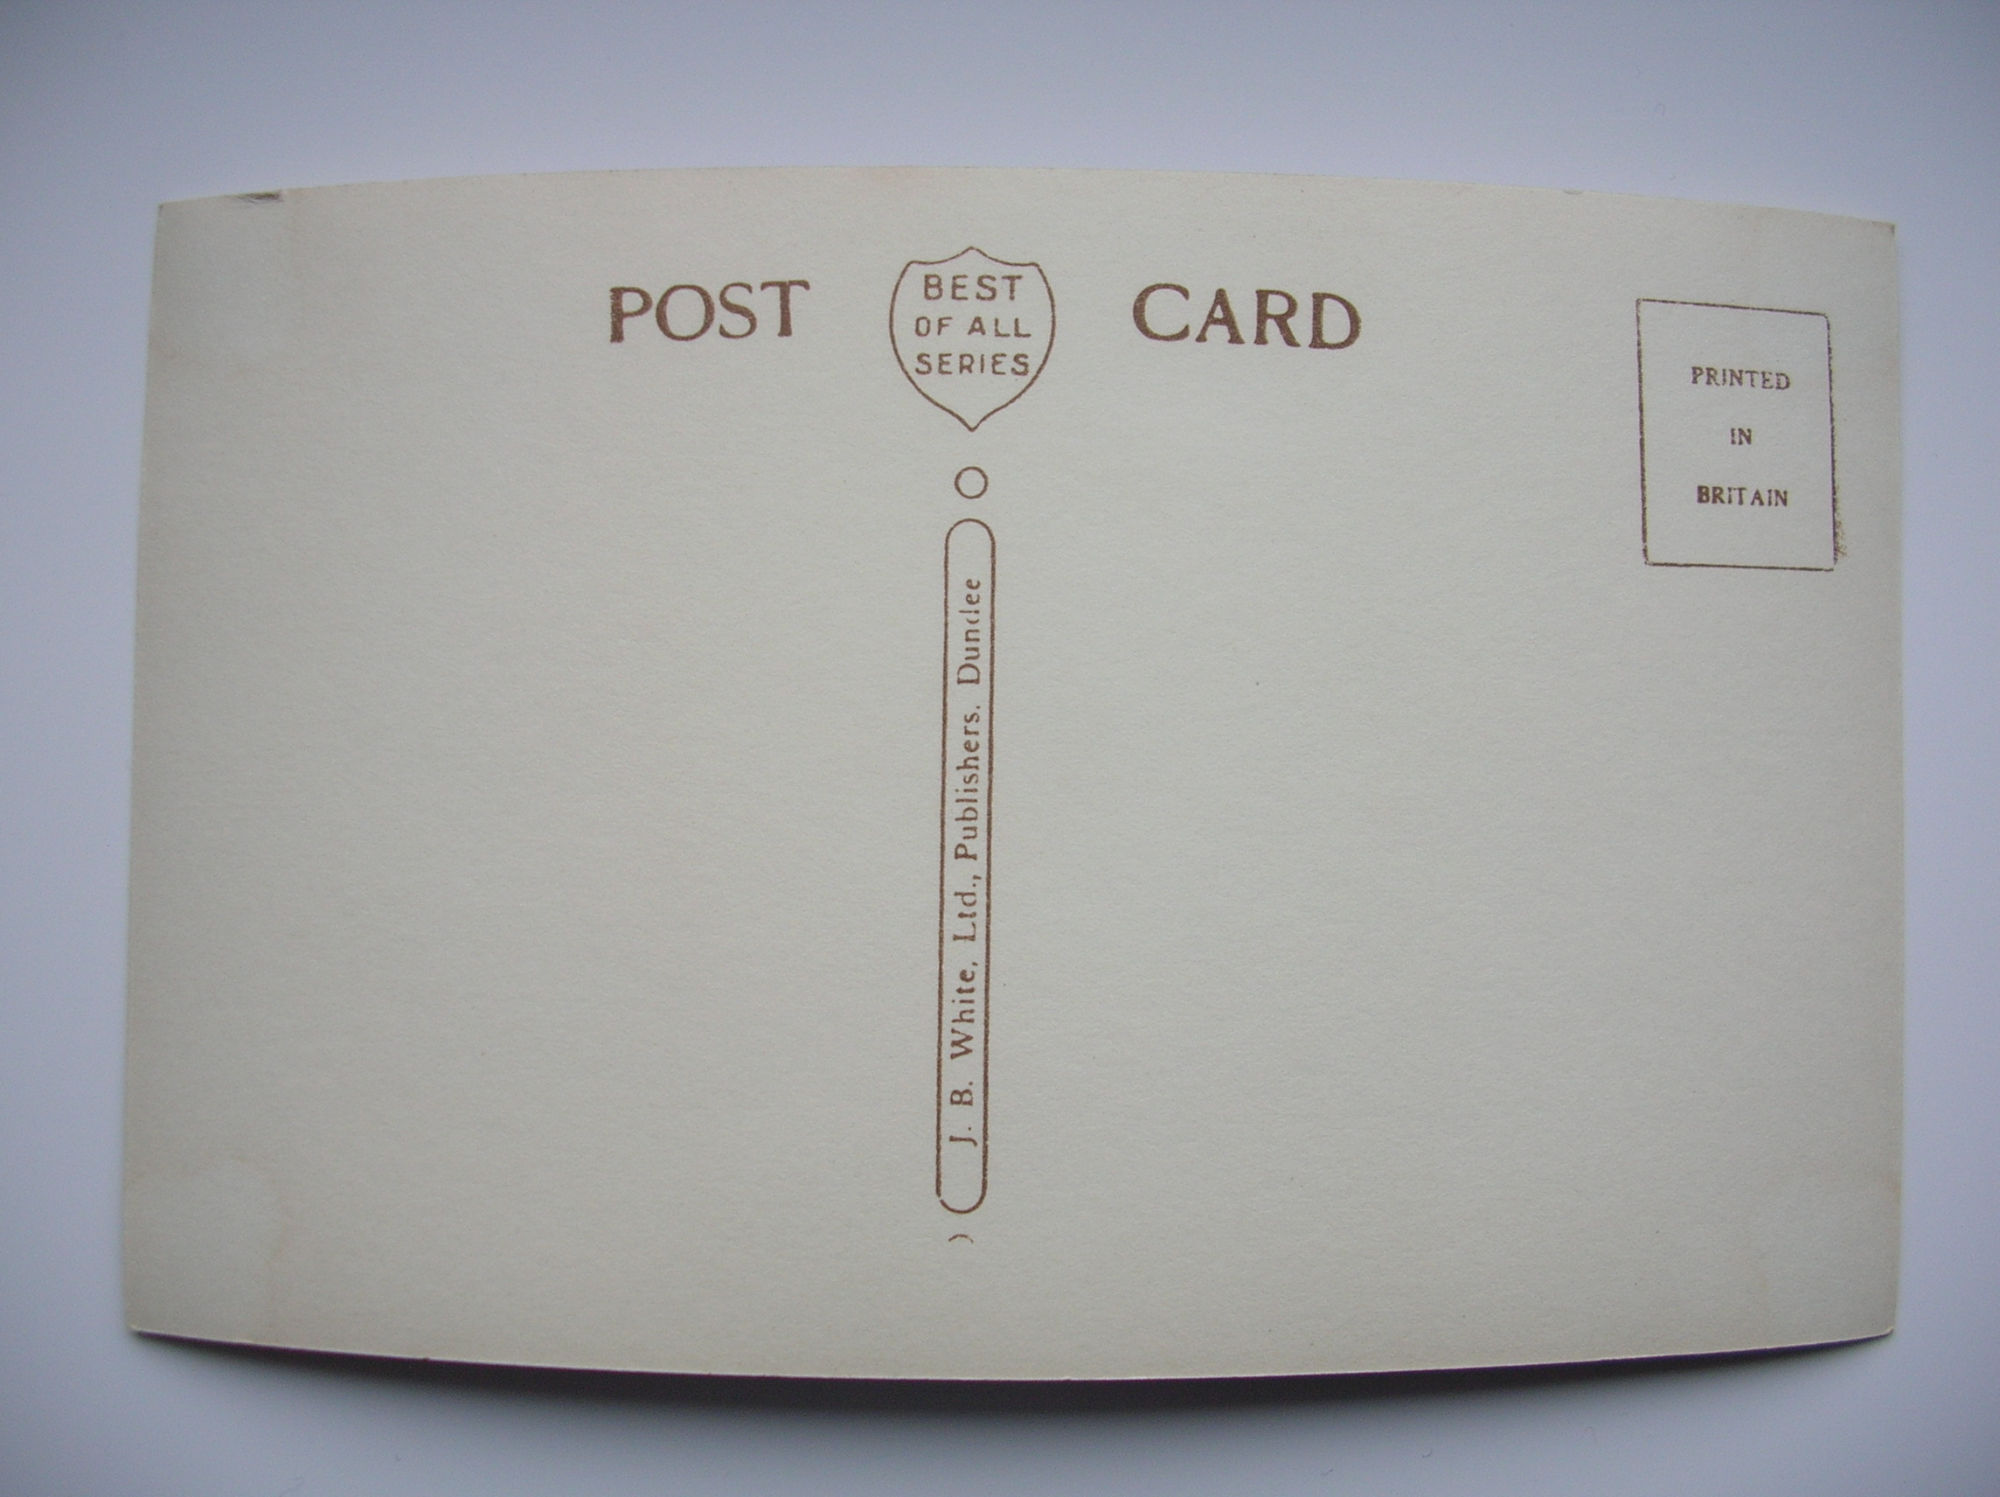 POST CARD
BEST
OF ALL
SERIES
PRINTED
IN
BRITAIN
J. B. White, Ltd., Publishers, Dundee